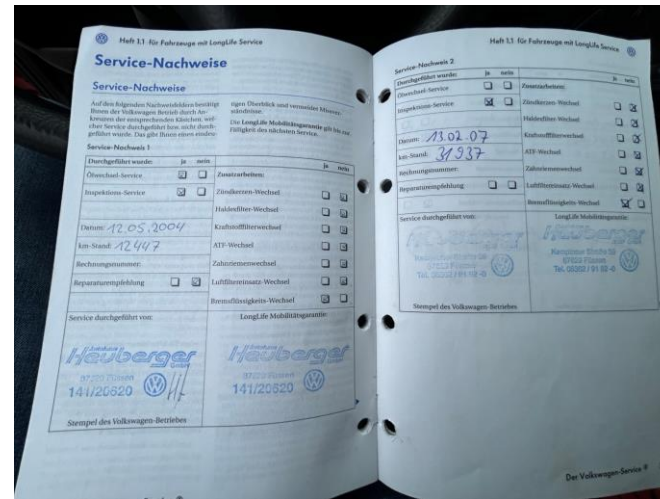 Heft 1.1 für Fahrzeuge mit LongLife Service
Service-Nachweise
Service-Nachweise
Auf den folgenden Nachweisfeldern bestätigt
Ihnen der Volkswagen Betrieb durch An-
kreuzen der entsprechenden Kästchen, wel-
cher Service durchgeführt bzw. nicht durch-
geführt wurde. Das gibt Ihnen einen
Überblick und vermeidet
Die LongLife Mobilitätsgarantie gilt bis zur
Fälligkeit des nächsten Service.
Service-Nachweis 1
Durchgeführt wurde: ja nein
Ölwechsel-Service
Inspektions-Service
Datum: 12.05.2004
km-Stand: 12447
Rechnungsnummer:
Reparaturempfehlung
Zusatzarbeiten: ja nein
Zündkerzen-Wechsel
Haldexfilter-Wechsel
Kraftstofffilterwechsel
ATF-Wechsel
Zahnriemenwechsel
Luftfiltereinsatz-Wechsel
Bremsflüssigkeits-Wechsel
Service durchgeführt von:
Heuberger
141/20620
Stempel des Volkswagen-Betriebes
LongLife Mobilitätsgarantie:
Heuberger
141/20620
Heft 1.1 für Fahrzeuge mit LongLife Service
Service-Nachweis 2
Durchgeführt wurde: ja nein
Ölwechsel-Service
Inspektions-Service
Datum: 13.02.07
km-Stand: 31937
Rechnungsnummer:
Reparaturempfehlung
Zusatzarbeiten: ja nein
Zündkerzen-Wechsel
Haldexfilter-Wechsel
Kraftstofffilterwechsel
ATF-Wechsel
Zahnriemenwechsel
Luftfiltereinsatz-Wechsel
Bremsflüssigkeits-Wechsel
Service durchgeführt von:
Heuberger
Stempel des Volkswagen-Betriebes
LongLife Mobilitätsgarantie:
Heuberger
Der Volkswagen-Service